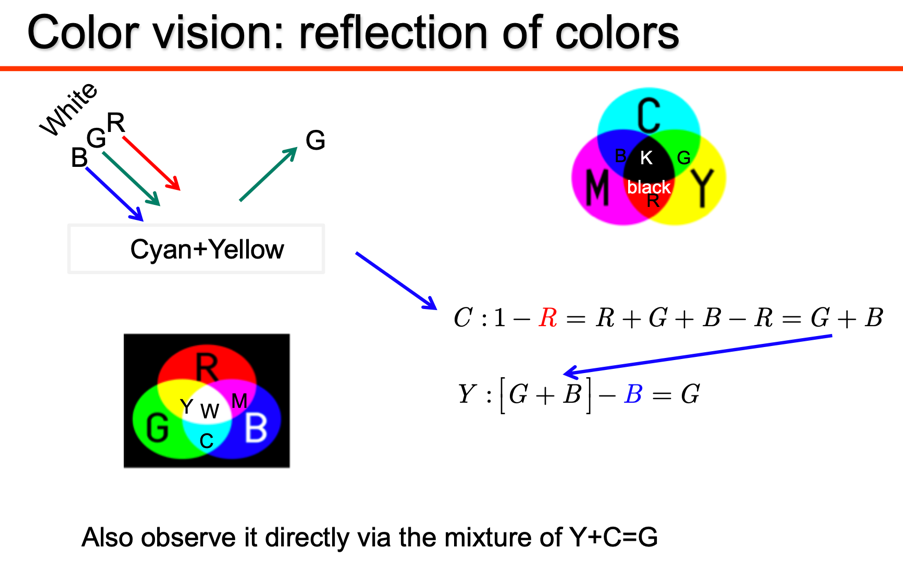 Color vision: reflection of colors
White
B G R
G
Cyan+Yellow
C
B K G
M black Y
R
C : 1 − R = R + G + B − R = G + B
Y : [G + B] − B = G
R
Y W M
G C B
Also observe it directly via the mixture of Y+C=G